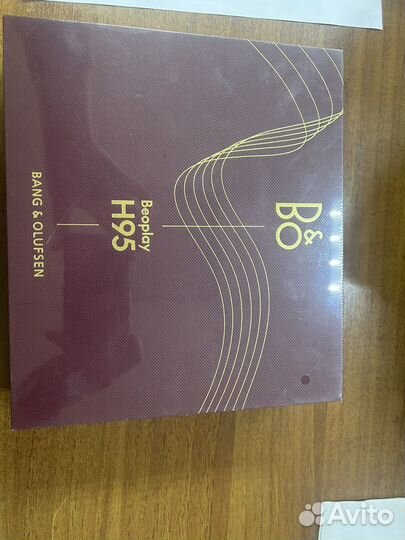 B&O
Beoplay
H95
BANG & OLUFSEN
Avito